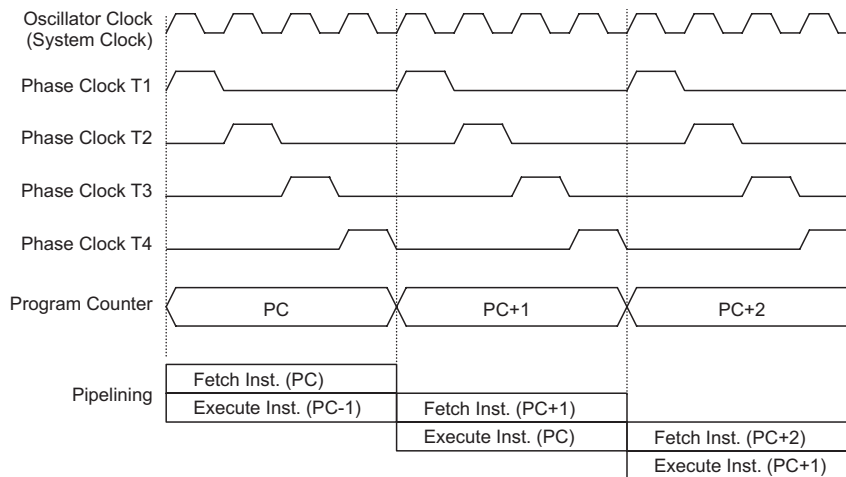 Oscillator Clock
(System Clock)
Phase Clock T1
Phase Clock T2
Phase Clock T3
Phase Clock T4
Program Counter
PC
PC+1
PC+2
Pipelining
Fetch Inst. (PC)
Execute Inst. (PC-1)
Fetch Inst. (PC+1)
Execute Inst. (PC)
Fetch Inst. (PC+2)
Execute Inst. (PC+1)